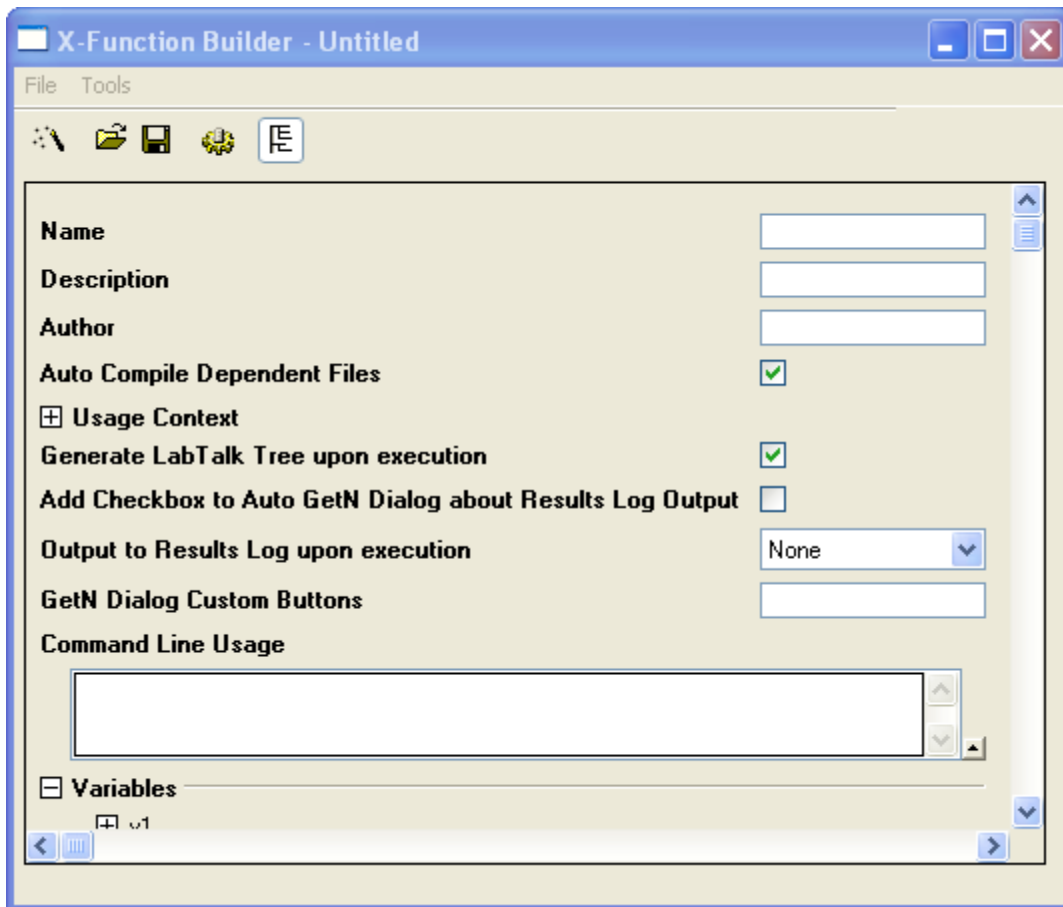 X-Function Builder - Untitled
File Tools
Name
Description
Author
Auto Compile Dependent Files
Usage Context
Generate LabTalk Tree upon execution
Add Checkbox to Auto GetN Dialog about Results Log Output
Output to Results Log upon execution None
GetN Dialog Custom Buttons
Command Line Usage
Variables